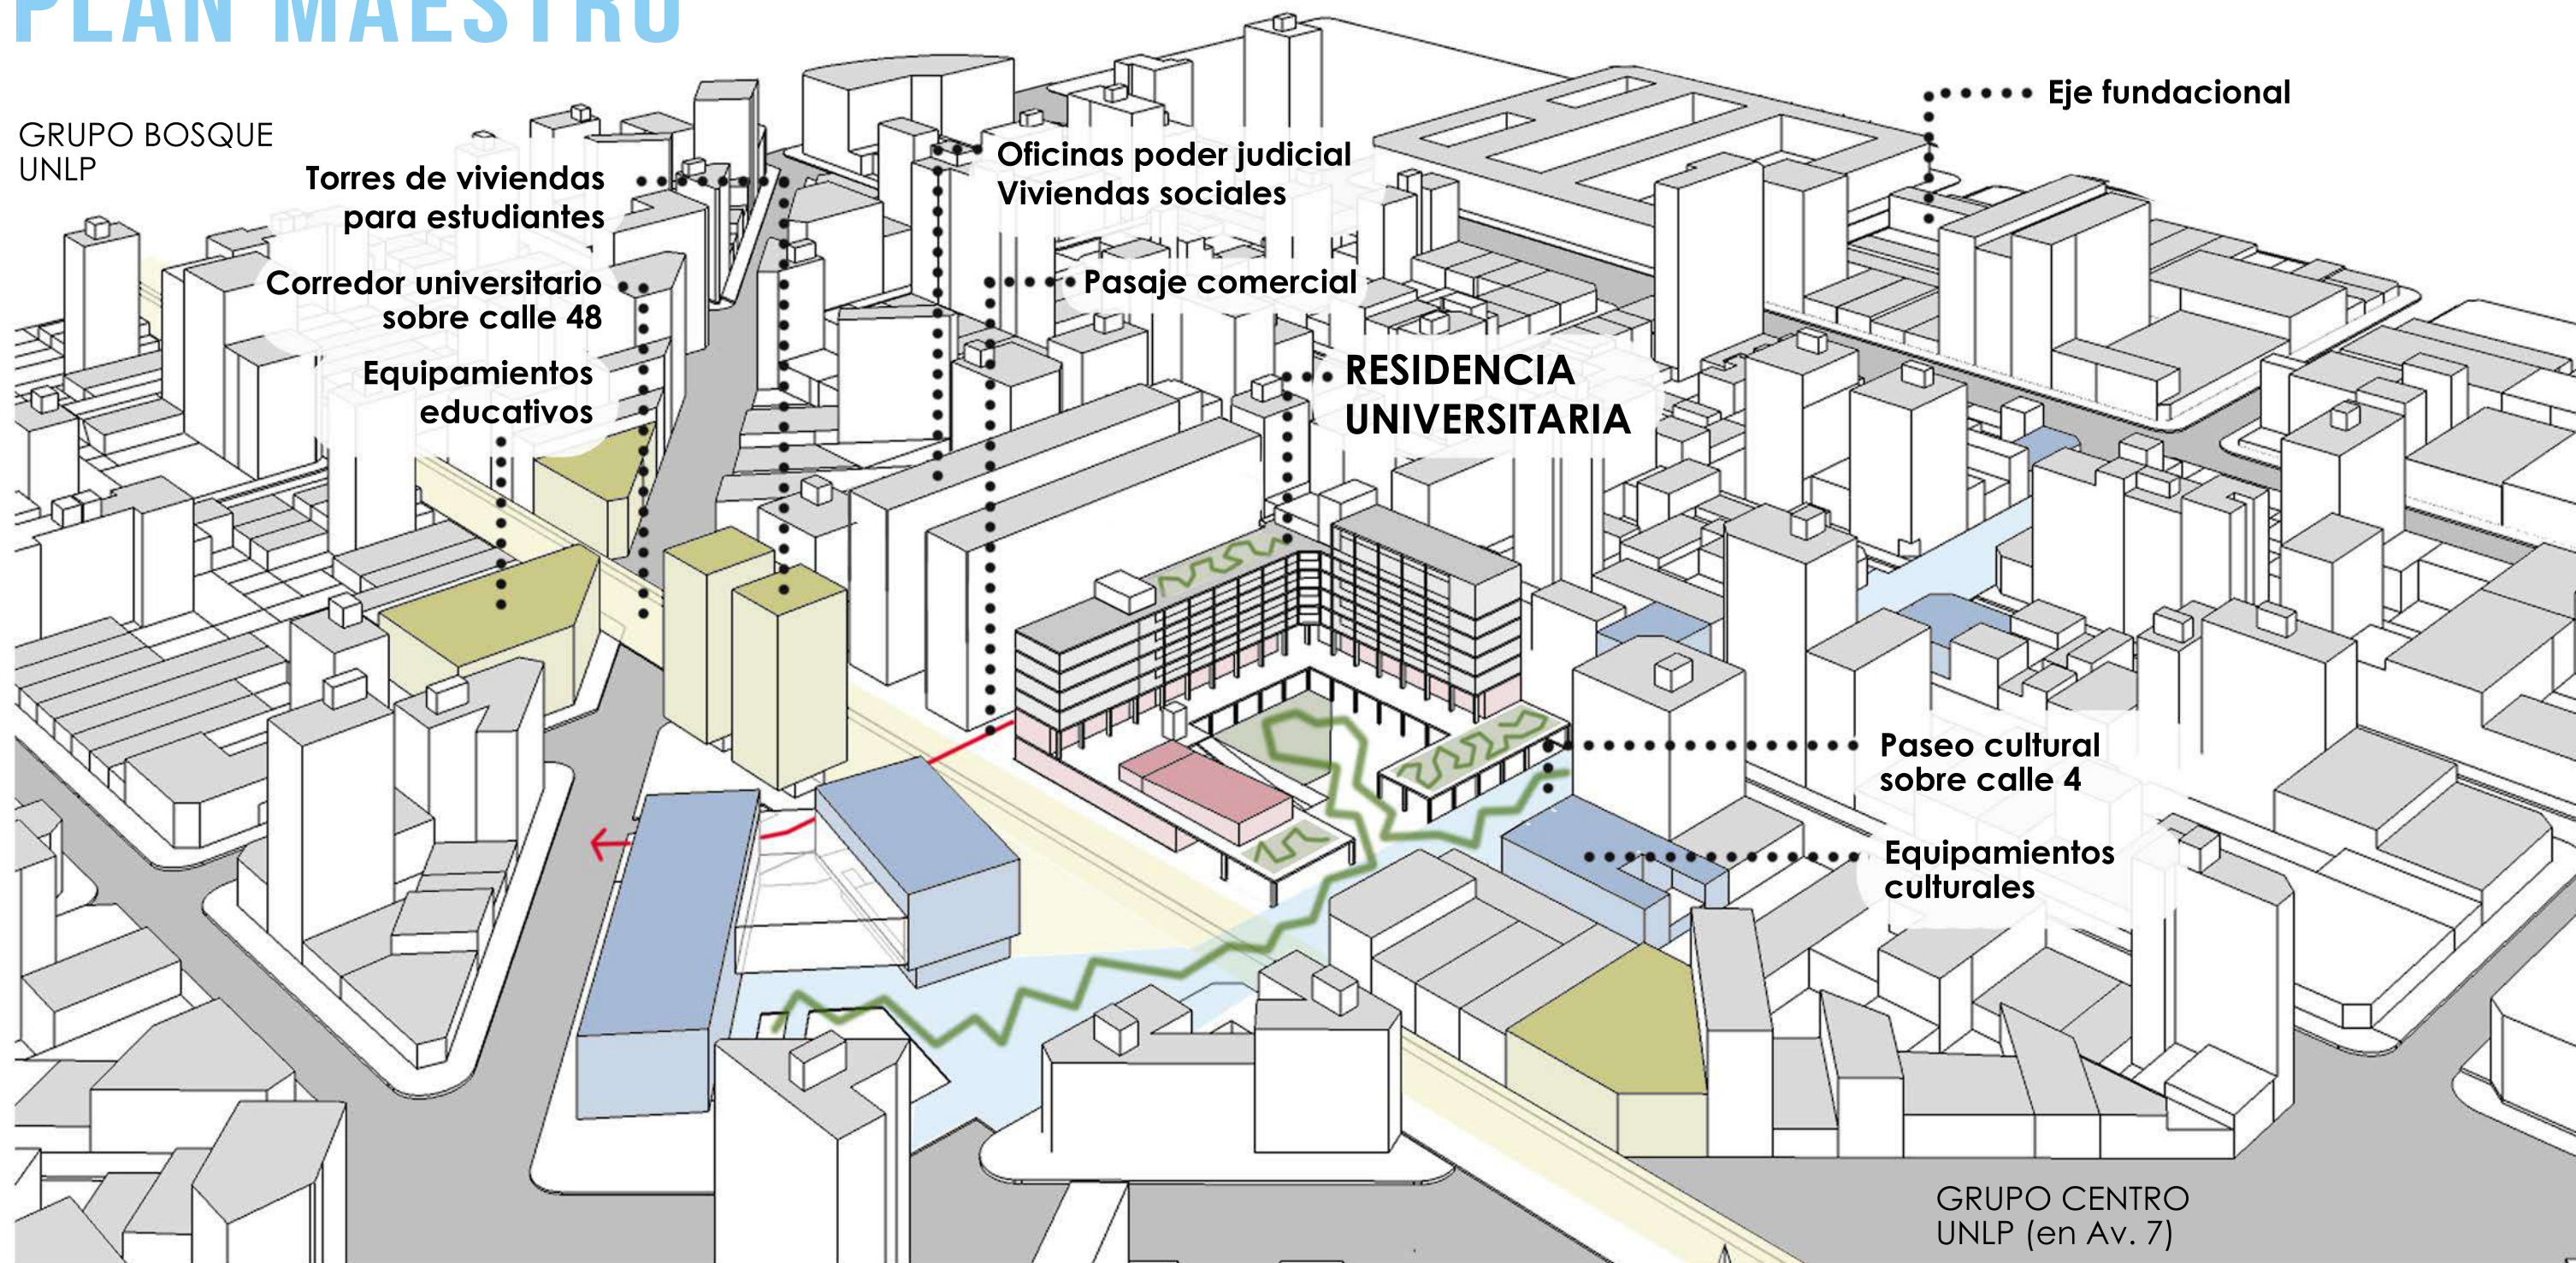 PLAN MAESTRO
GRUPO BOSQUE
UNLP
Torres de viviendas
para estudiantes
Corredor universitario
sobre calle 48
Equipamientos
educativos
Oficinas poder judicial
Viviendas sociales
Pasaje comercial
RESIDENCIA
UNIVERSITARIA
Eje fundacional
Paseo cultural
sobre calle 4
Equipamientos
culturales
GRUPO CENTRO
UNLP (en Av. 7)